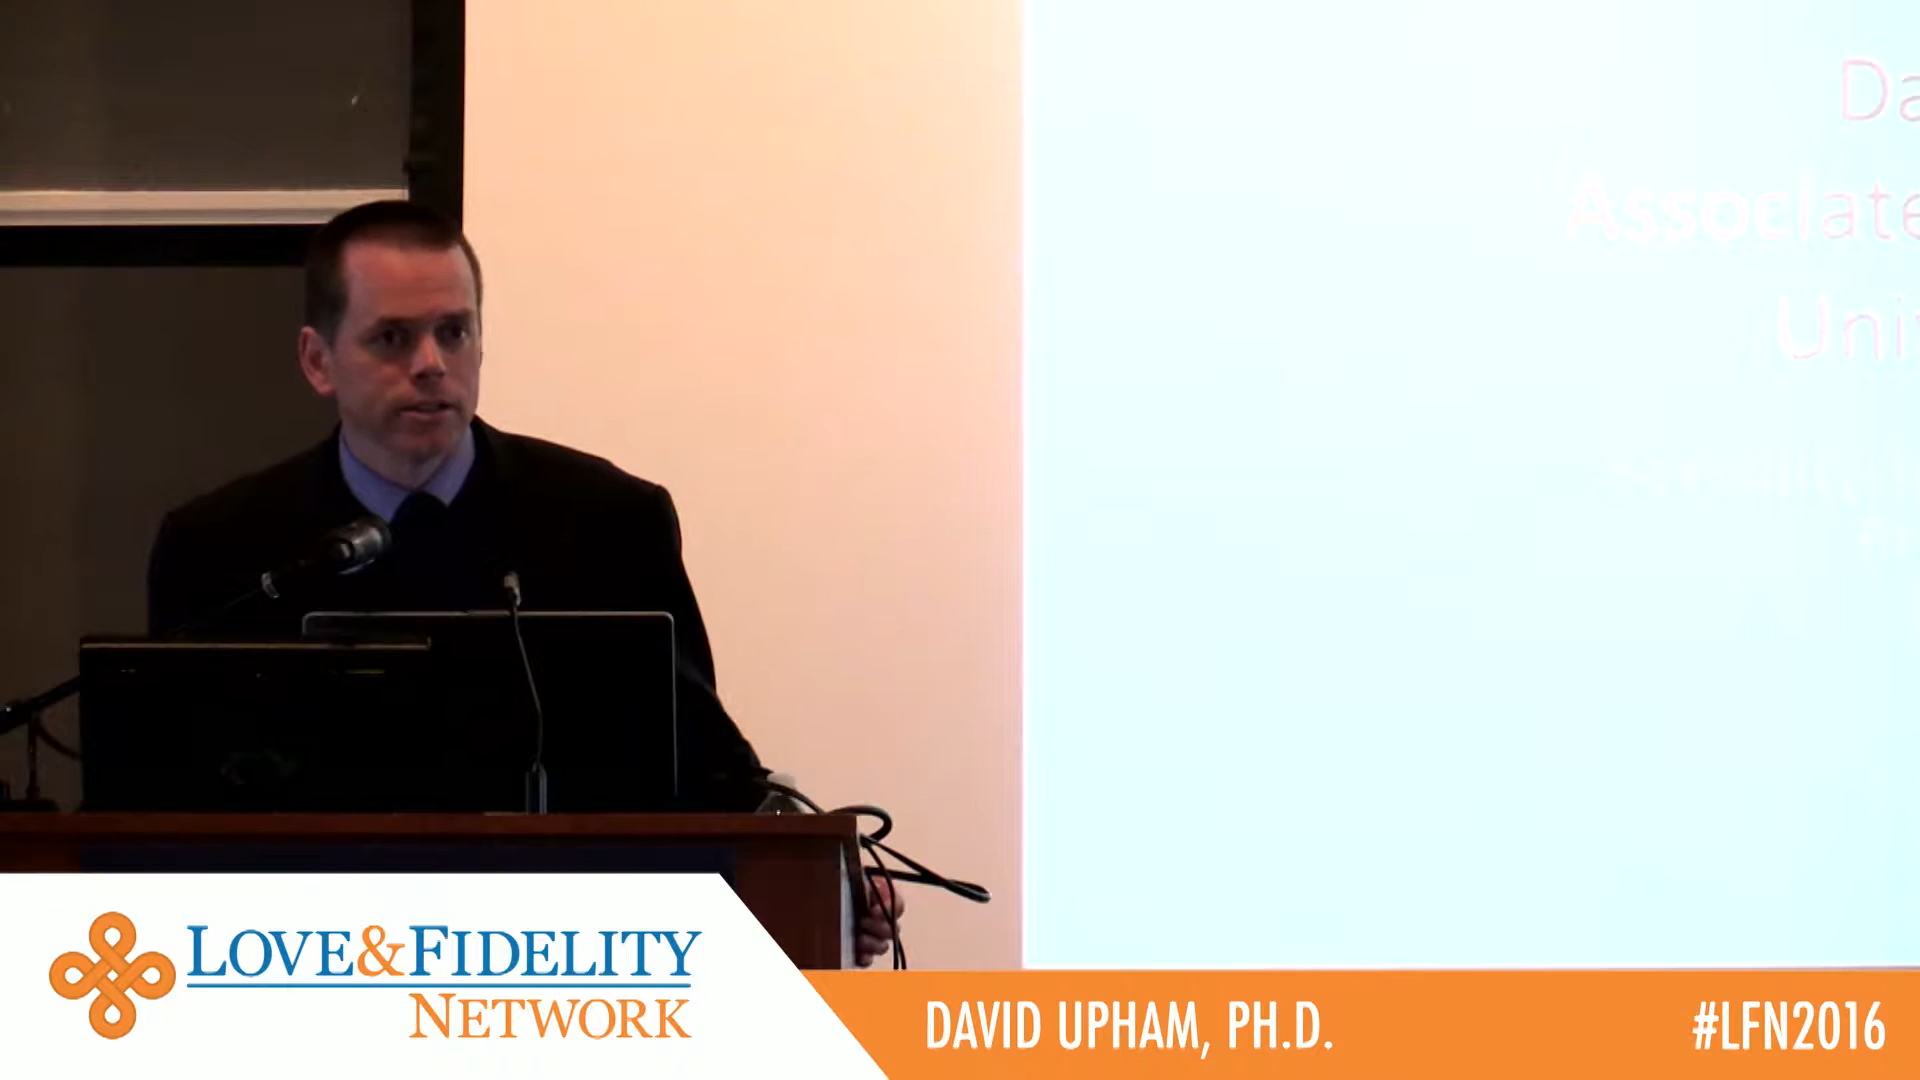 Da
Associate
Uni
LOVE&FIDELITY
NETWORK
DAVID UPHAM, PH.D.
#LFN2016